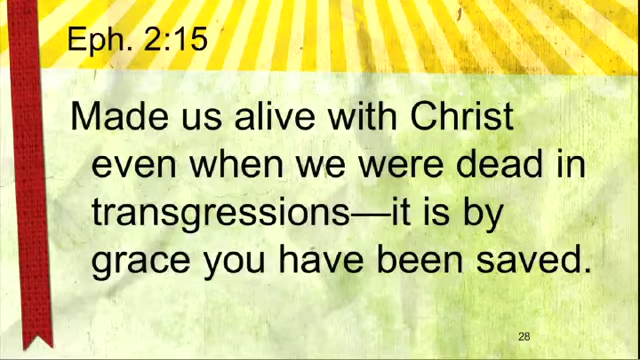 Eph. 2:15
Made us alive with Christ
even when we were dead in
transgressions—it is by
grace you have been saved.
28